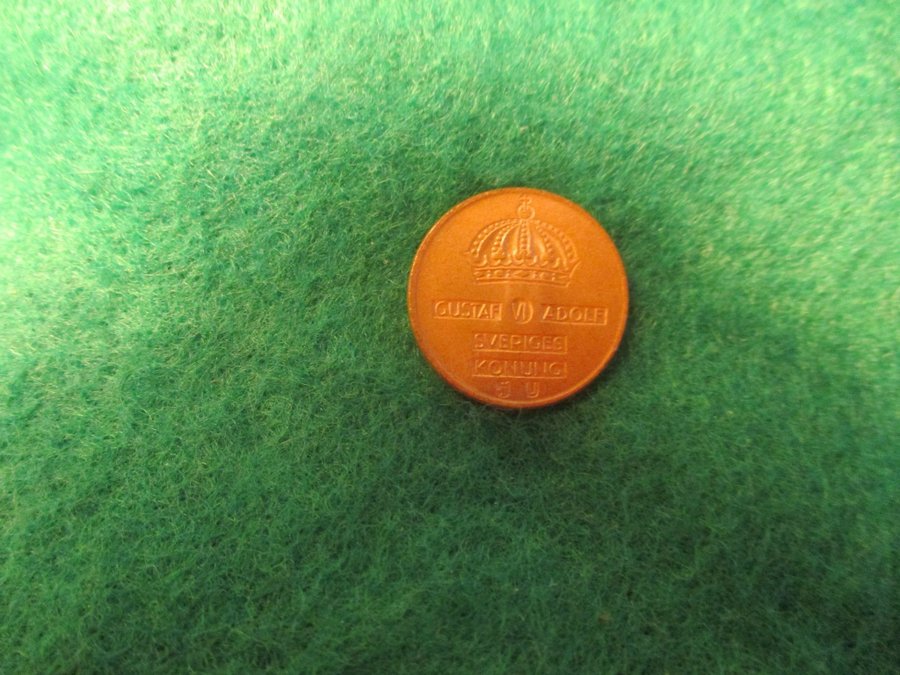 GUSTAF VI ADOLF
SVERIGES
KONUNG
U